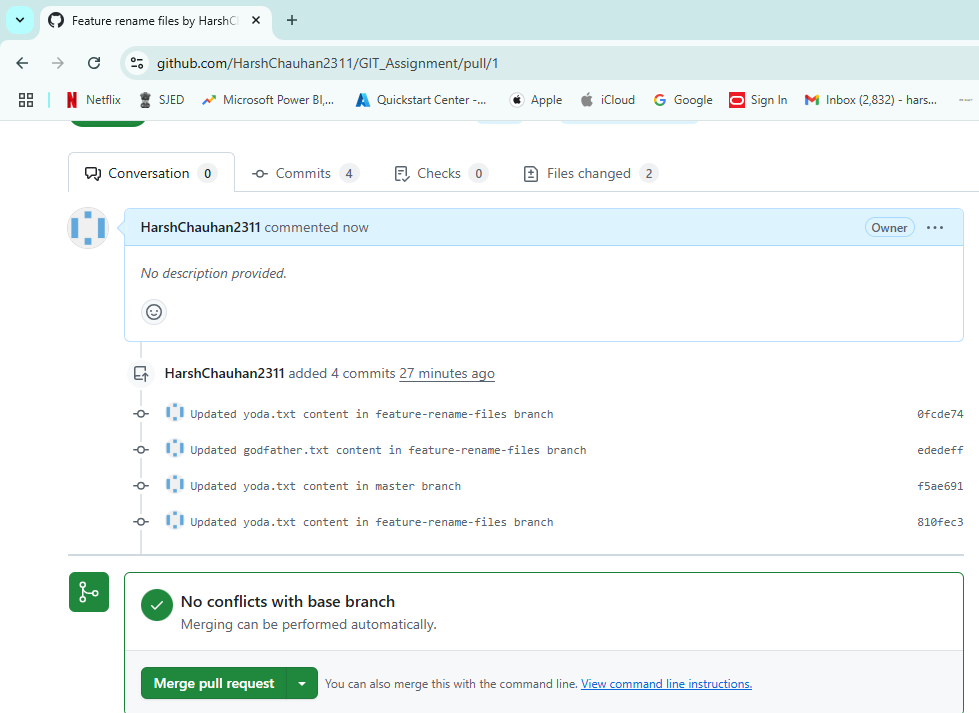 Feature rename files by HarshC
github.com/HarshChauhan2311/GIT_Assignment/pull/1
Netflix SJED Microsoft Power BI,... Quickstart Center -... Apple iCloud Google Sign In Inbox (2,832) - hars...
Conversation 0 Commits 4 Checks 0 Files changed 2
HarshChauhan2311 commented now Owner
No description provided.
HarshChauhan2311 added 4 commits 27 minutes ago
Updated yoda.txt content in feature-rename-files branch 0fcde74
Updated godfather.txt content in feature-rename-files branch ededeff
Updated yoda.txt content in master branch f5ae691
Updated yoda.txt content in feature-rename-files branch 810fec3
No conflicts with base branch
Merging can be performed automatically.
Merge pull request You can also merge this with the command line. View command line instructions.